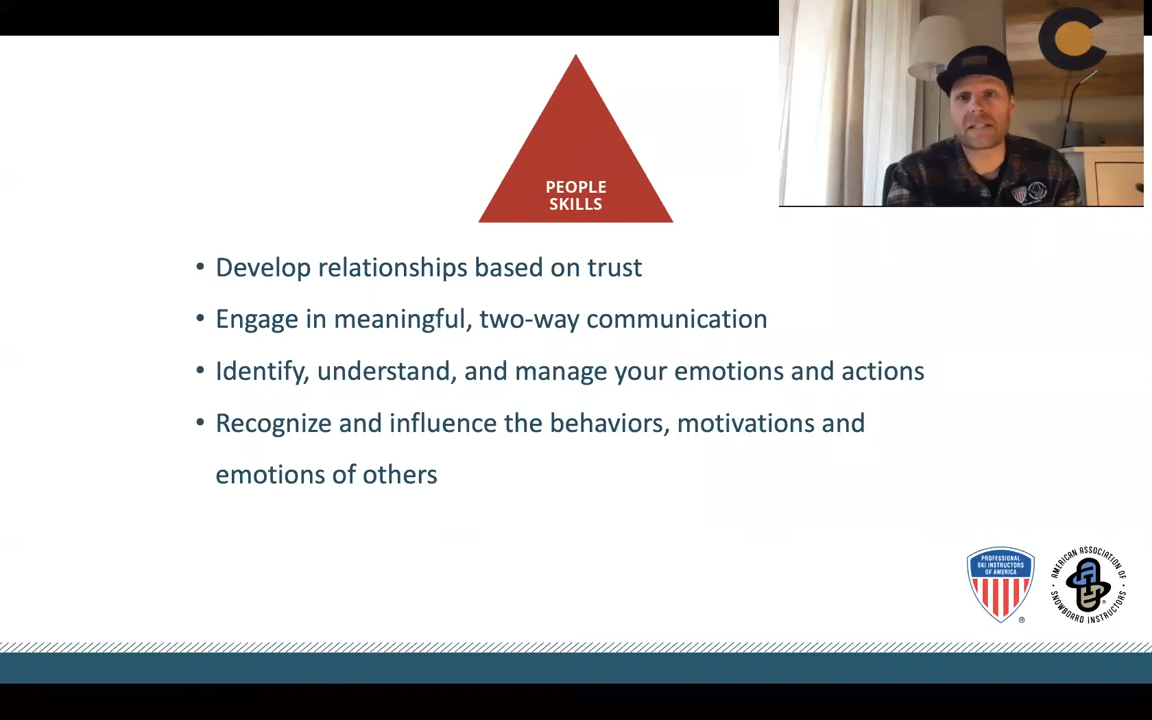 PEOPLE
SKILLS
• Develop relationships based on trust
• Engage in meaningful, two-way communication
• Identify, understand, and manage your emotions and actions
• Recognize and influence the behaviors, motivations and
emotions of others
PROFESSIONAL
SKI INSTRUCTORS
OF AMERICA
®
AMERICAN ASSOCIATION OF
SNOWBOARD INSTRUCTORS